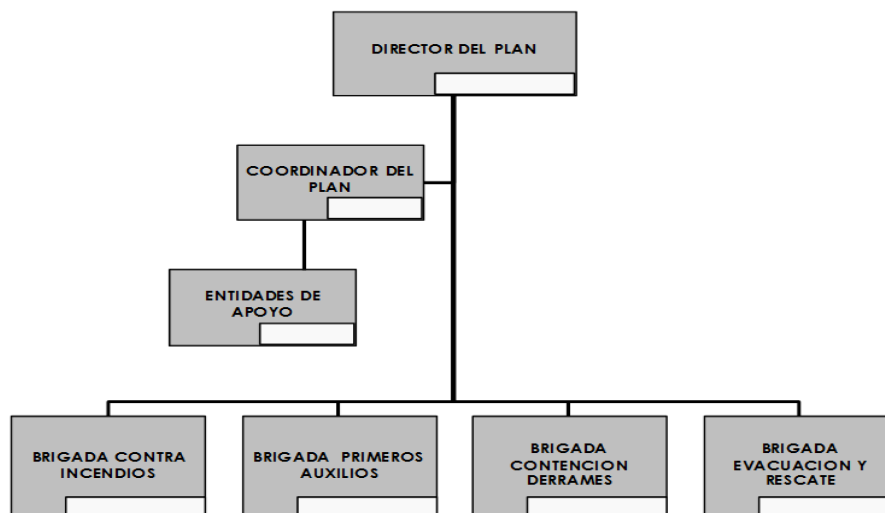 DIRECTOR DEL PLAN
COORDINADOR DEL
PLAN
ENTIDADES DE
APOYO
BRIGADA CONTRA
INCENDIOS
BRIGADA PRIMEROS
AUXILIOS
BRIGADA
CONTENCION
DERRAMES
BRIGADA
EVACUACION Y
RESCATE